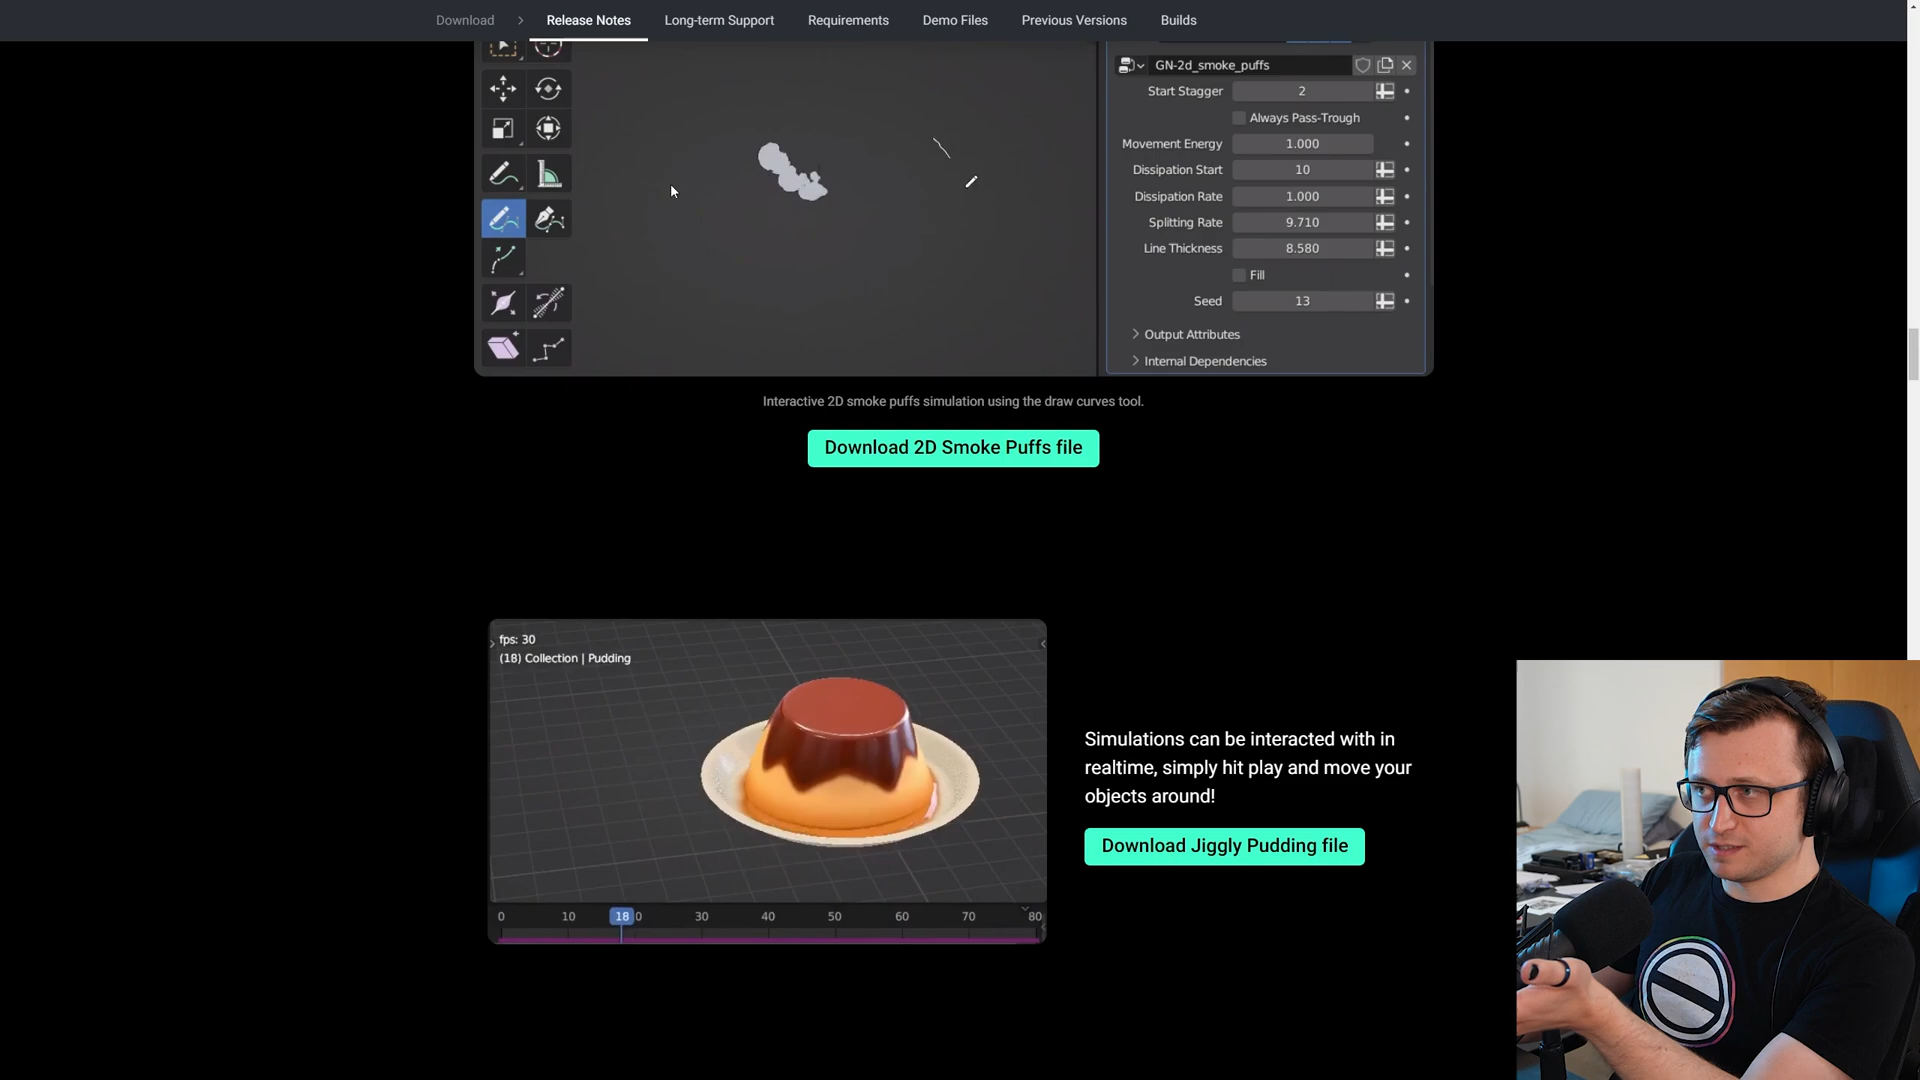 Download > Release Notes Long-term Support Requirements Demo Files Previous Versions Builds
GN-2d_smoke_puffs
Start Stagger 2
Always Pass-Trough
Movement Energy 1.000
Dissipation Start 10
Dissipation Rate 1.000
Splitting Rate 9.710
Line Thickness 8.580
Fill
Seed 13
Output Attributes
Internal Dependencies
Interactive 2D smoke puffs simulation using the draw curves tool.
Download 2D Smoke Puffs file
fps: 30
(18) Collection | Pudding
0 10 18 0 30 40 50 60 70 80
Simulations can be interacted with in
realtime, simply hit play and move your
objects around!
Download Jiggly Pudding file